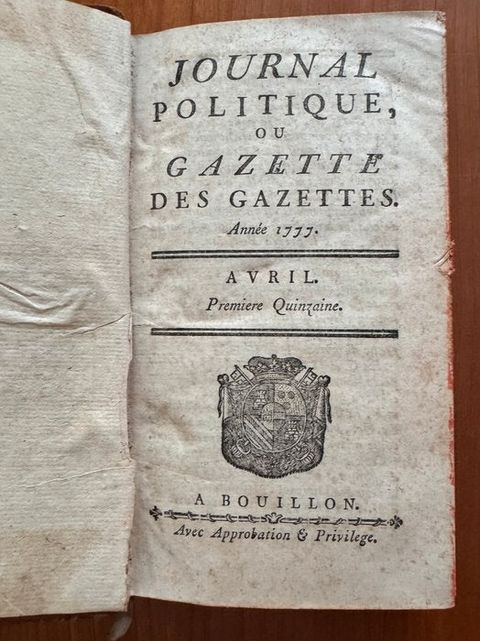 JOURNAL
POLITIQUE,
OU
GAZETTE
DES GAZETTES.
Année 1777.
AVRIL.
Premiere Quinzaine.
A BOUILLON.
Avec Approbation & Privilege.